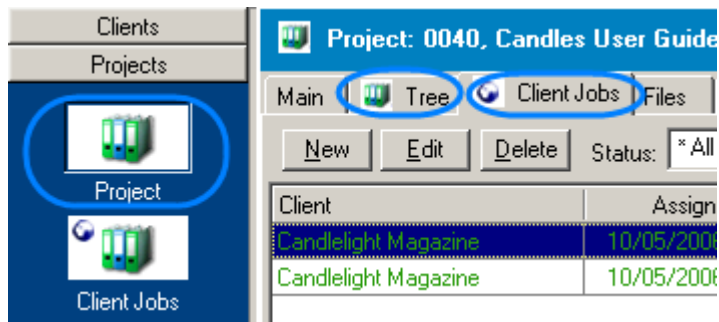 Clients
Projects
Project
Client Jobs
Project: 0040, Candles User Guide
Main Tree Client Jobs Files
New Edit Delete Status: * All
Client Assign
Candlelight Magazine 10/05/2006
Candlelight Magazine 10/05/2006